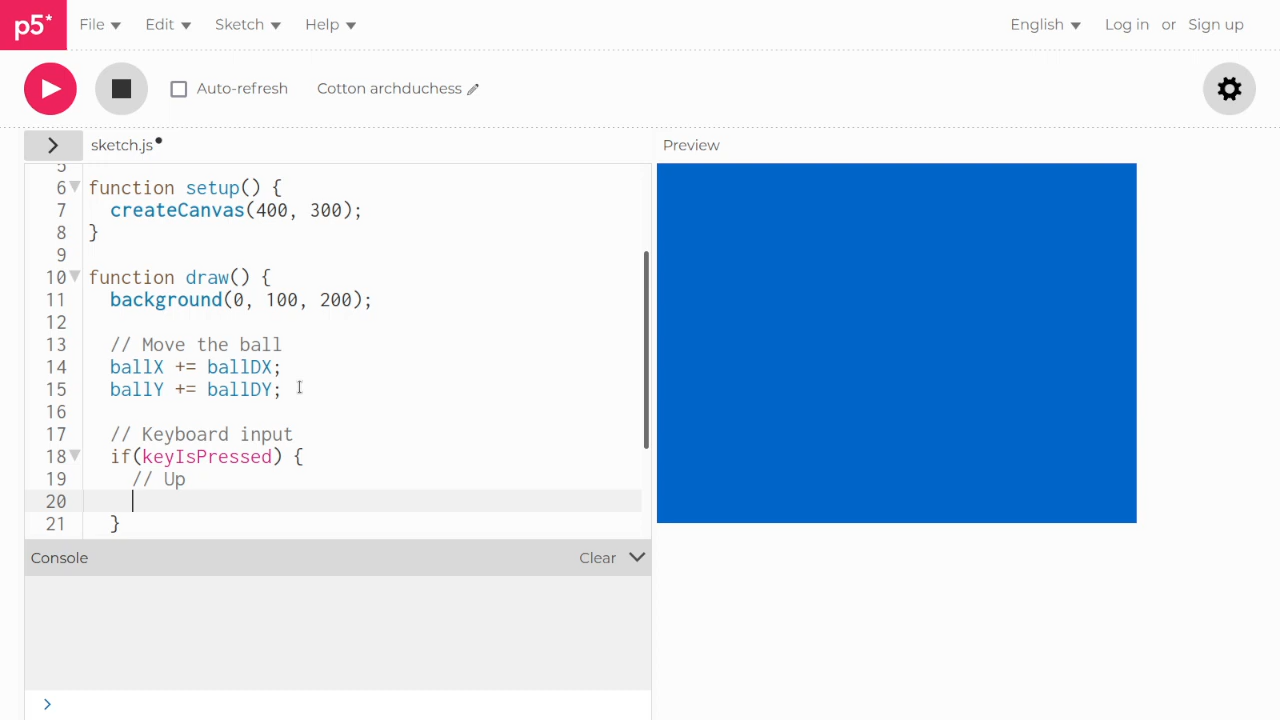 p5* File Edit Sketch Help English Log in or Sign up
Auto-refresh Cotton archduchess
sketch.js Preview
5
6 function setup() {
7 createCanvas(400, 300);
8 }
9
10 function draw() {
11 background(0, 100, 200);
12
13 // Move the ball
14 ballX += ballDX;
15 ballY += ballDY;
16
17 // Keyboard input
18 if(keyIsPressed) {
19 // Up
20
21 }
Console Clear
>